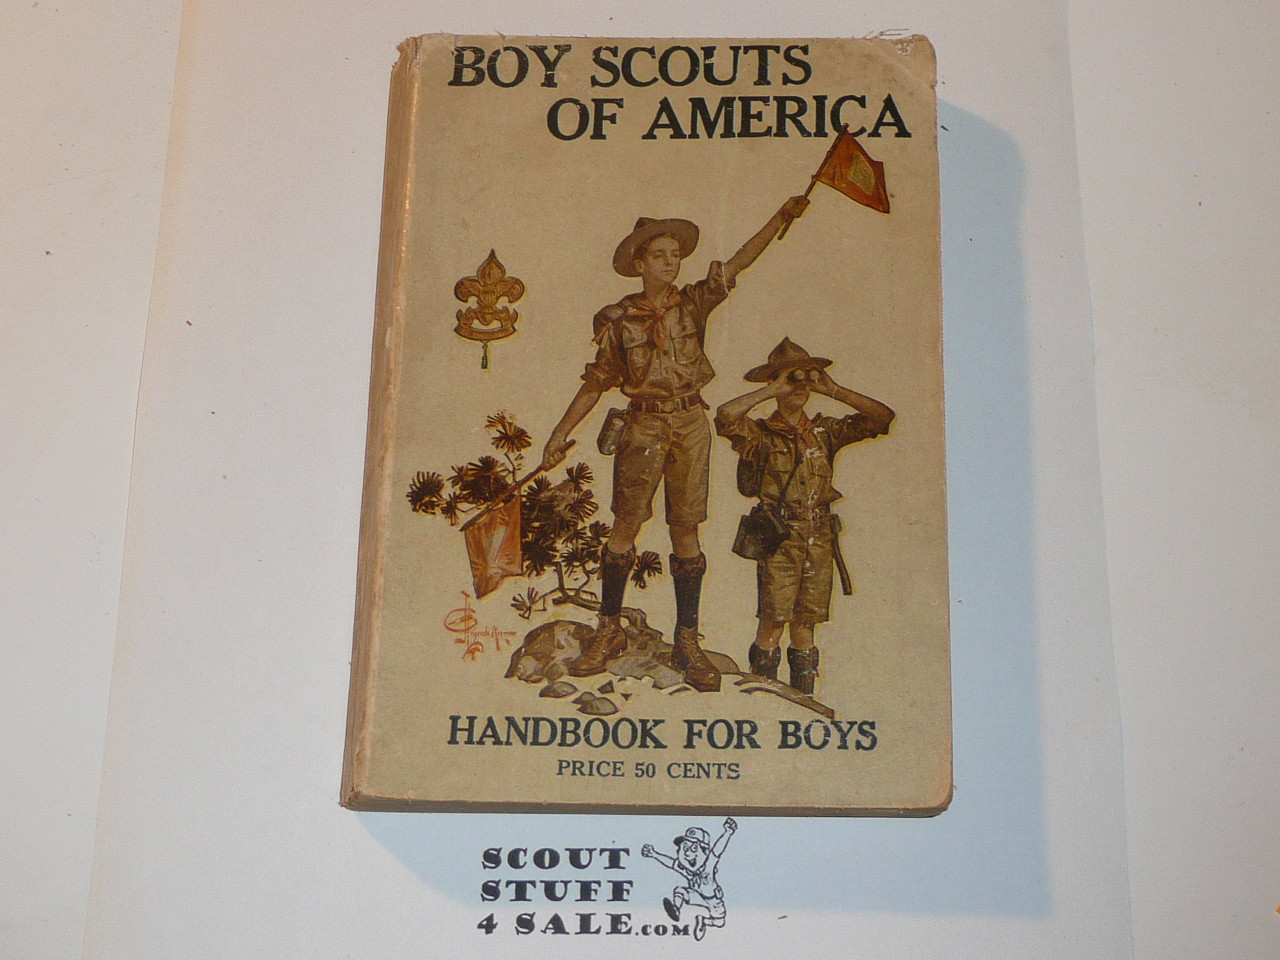 BOY SCOUTS
OF AMERICA
HANDBOOK FOR BOYS
PRICE 50 CENTS
SCOUT
STUFF
4 SALE.COM